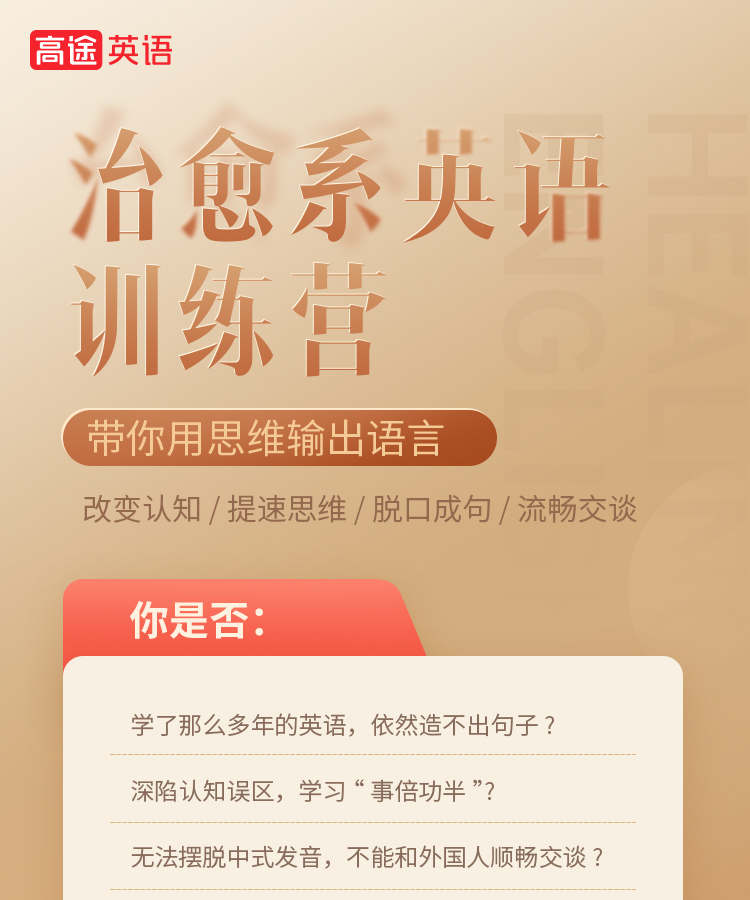 高途英语
治愈系英语
训练营
带你用思维输出语言
改变认知 / 提速思维 / 脱口成句 / 流畅交谈
你是否：
学了那么多年的英语，依然造不出句子？
深陷认知误区，学习“事倍功半”？
无法摆脱中式发音，不能和外国人顺畅交谈？